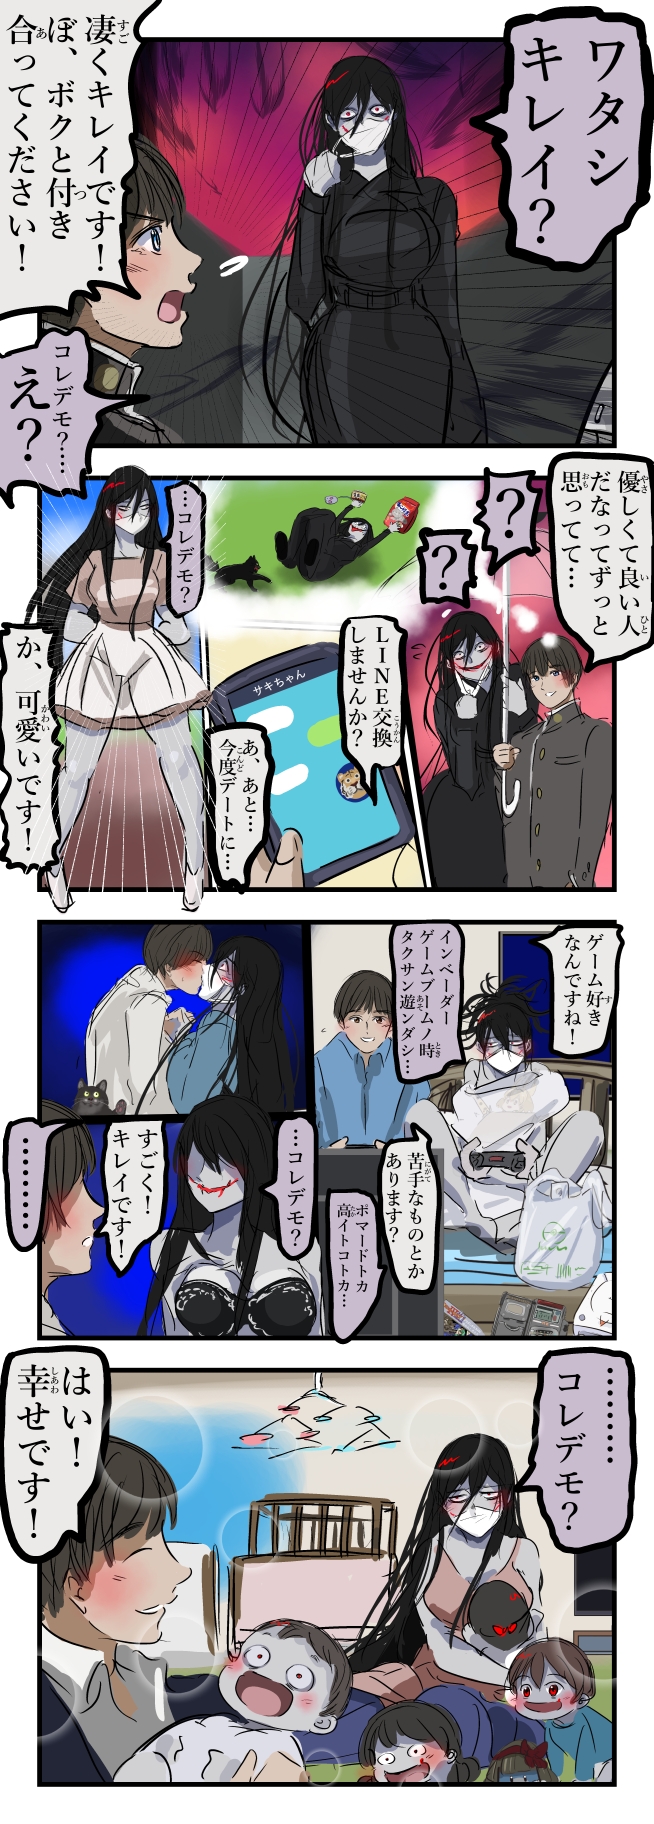 ワタシ
キレイ？
凄くキレイです！
ぼ、ボクと付き
合ってください！
コレデモ？……
え？
優しくて良い人
だなってずっと
思ってて…
？
？
LINE交換
しませんか？
サキちゃん
あ、あと…
今度デートに…
…コレデモ？
か、可愛いです！
ゲーム好き
なんですね！
インベーダー
ゲームブームノ時
タクサン遊ンダシ…
苦手なものとか
あります？
ポマードトカ
高イトコトカ…
…コレデモ？
すごく！
キレイです！
………
………
コレデモ？
はい！
幸せです！